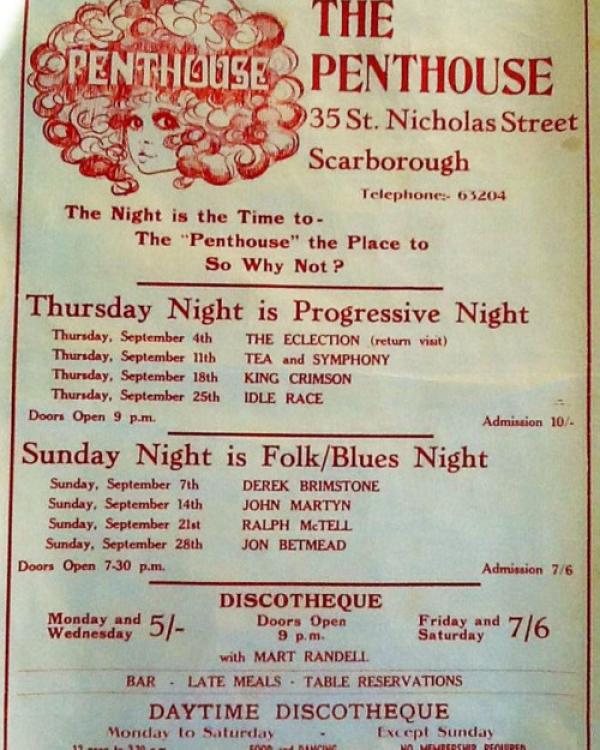 PENTHOUSE
THE
PENTHOUSE
35 St. Nicholas Street
Scarborough
Telephone:- 63204
The Night is the Time to-
The "Penthouse" the Place to
So Why Not?
Thursday Night is Progressive Night
Thursday, September 4th THE ECLECTION (return visit)
Thursday, September 11th TEA and SYMPHONY
Thursday, September 18th KING CRIMSON
Thursday, September 25th IDLE RACE
Doors Open 9 p.m. Admission 10/-
Sunday Night is Folk/Blues Night
Sunday, September 7th DEREK BRIMSTONE
Sunday, September 14th JOHN MARTYN
Sunday, September 21st RALPH McTELL
Sunday, September 28th JON BETMEAD
Doors Open 7-30 p.m. Admission 7/6
DISCOTHEQUE
Monday and Wednesday 5/- Doors Open 9 p.m. Friday and Saturday 7/6
with MART RANDELL
BAR - LATE MEALS - TABLE RESERVATIONS
DAYTIME DISCOTHEQUE
Monday to Saturday - Except Sunday
FOOD and DANCING NO MEMBERSHIP REQUIRED